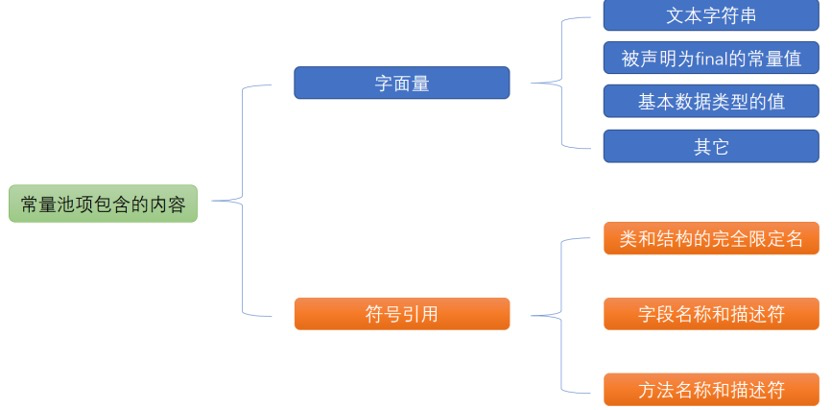 文本字符串
被声明为final的常量值
字面量
基本数据类型的值
其它
常量池项包含的内容
类和结构的完全限定名
符号引用
字段名称和描述符
方法名称和描述符